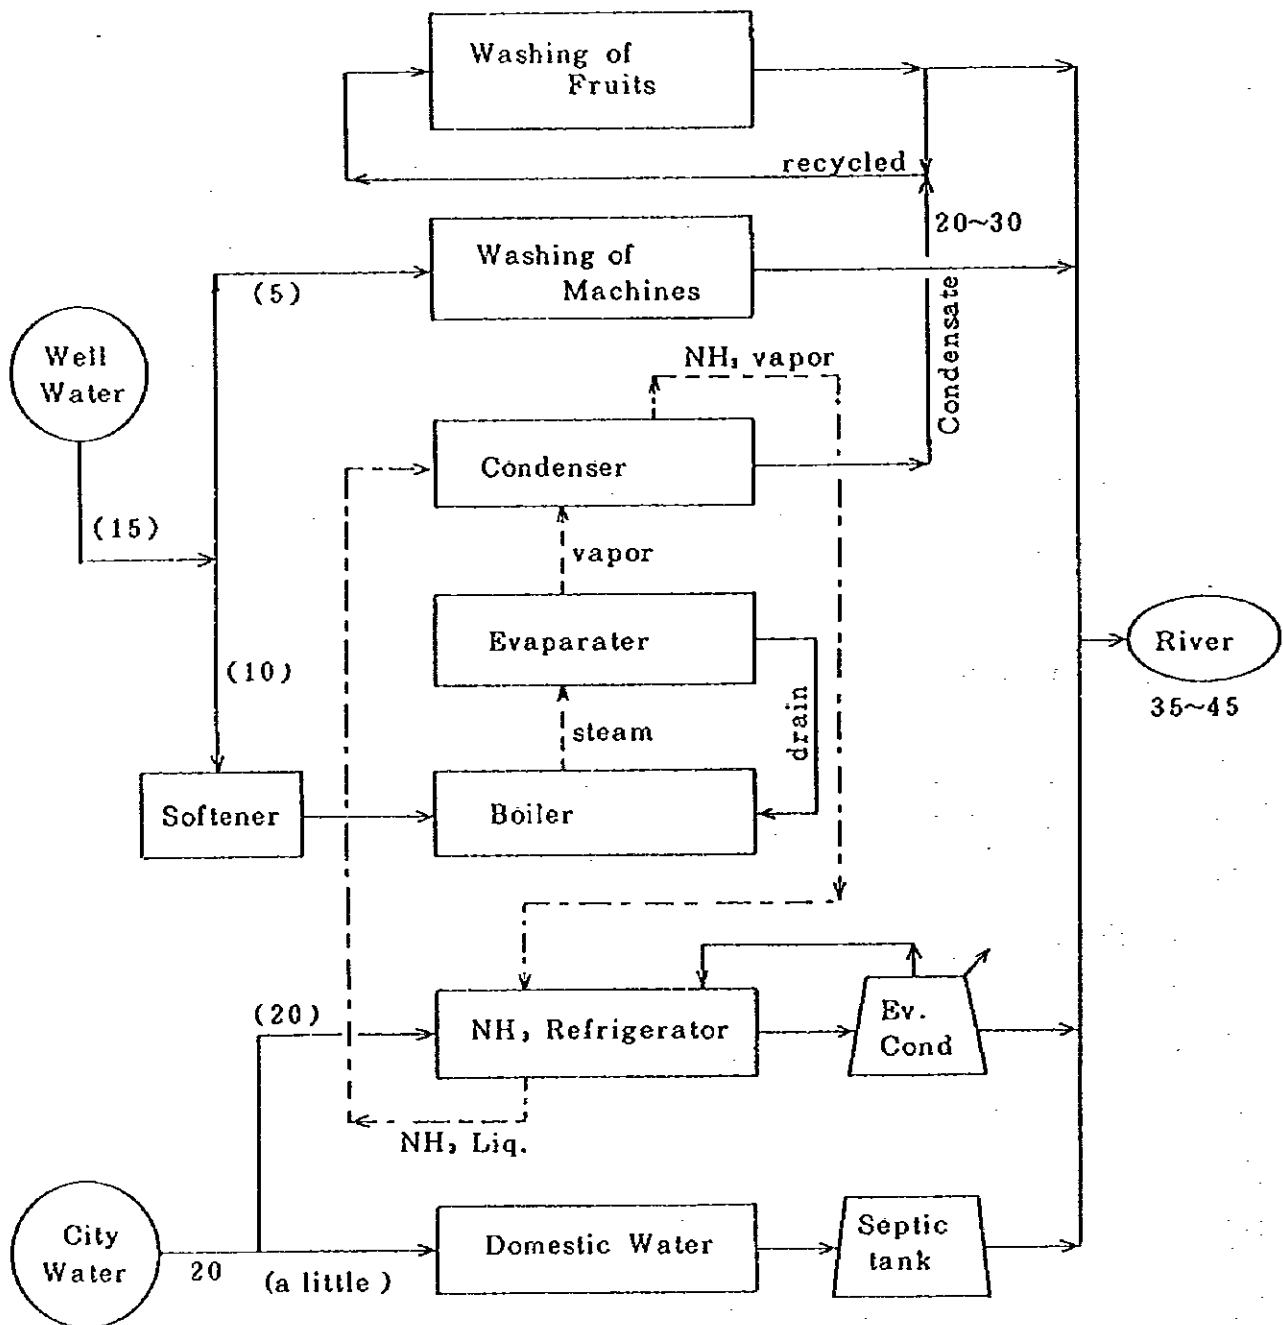 Washing of
Fruits
recycled
20~30
Washing of
Machines
(5)
Condensate
Well
Water
NH₃ vapor
Condenser
(15)
vapor
Evaparater
River
(10)
35~45
steam
drain
Softener
Boiler
(20)
NH₃ Refrigerator
Ev.
Cond
NH₃ Liq.
City
Water
20
(a little)
Domestic Water
Septic
tank